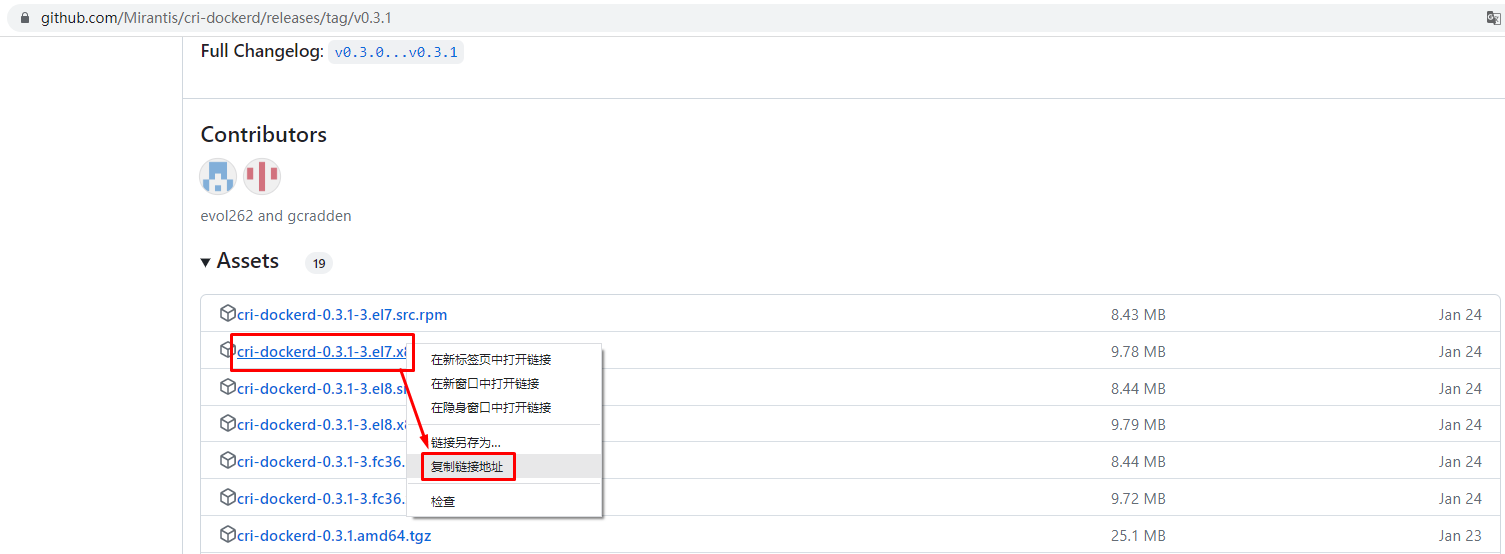 github.com/Mirantis/cri-dockerd/releases/tag/v0.3.1
Full Changelog: v0.3.0...v0.3.1
Contributors
evol262 and gcradden
Assets 19
cri-dockerd-0.3.1-3.el7.src.rpm 8.43 MB Jan 24
cri-dockerd-0.3.1-3.el7.x 9.78 MB Jan 24
在新标签页中打开链接
在新窗口中打开链接
cri-dockerd-0.3.1-3.el8.s 8.44 MB Jan 24
在隐身窗口中打开链接
cri-dockerd-0.3.1-3.el8.x 9.79 MB Jan 24
链接另存为...
cri-dockerd-0.3.1-3.fc36. 8.44 MB Jan 24
复制链接地址
cri-dockerd-0.3.1-3.fc36. 9.72 MB Jan 24
检查
cri-dockerd-0.3.1.amd64.tgz 25.1 MB Jan 23